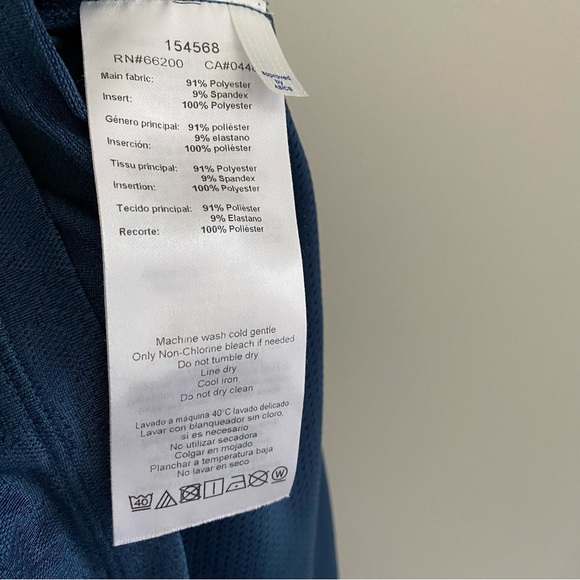 154568
RN#66200 CA#044
Main fabric: 91% Polyester
9% Spandex
Insert: 100% Polyester
Género principal: 91% poliéster
9% elastano
Inserción: 100% poliéster
Tissu principal: 91% Polyester
9% Spandex
Insertion: 100% Polyester
Tecido principal: 91% Poliéster
9% Elastano
Recorte: 100% Poliéster
Machine wash cold gentle
Only Non-Chlorine bleach if needed
Do not tumble dry
Line dry
Cool iron
Do not dry clean
Lavado a máquina 40°C lavado delicado
Lavar con blanqueador sin cloro,
si es necesario
No utilizar secadora
Colgar en mojado
Planchar a temperatura baja
No lavar en seco
40 W
approved
by
ASICS